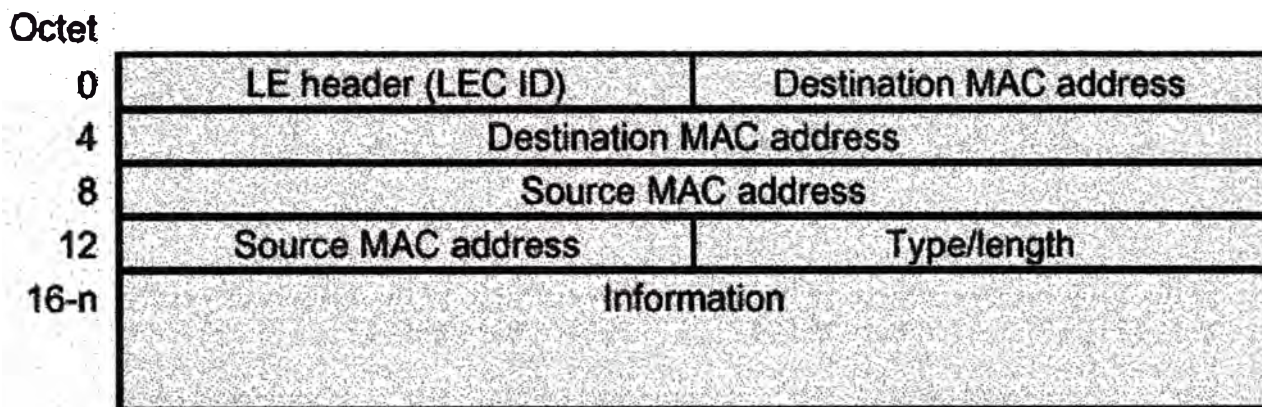 Octet
0 LE header (LEC ID) Destination MAC address
4 Destination MAC address
8 Source MAC address
12 Source MAC address Type/length
16-n Information